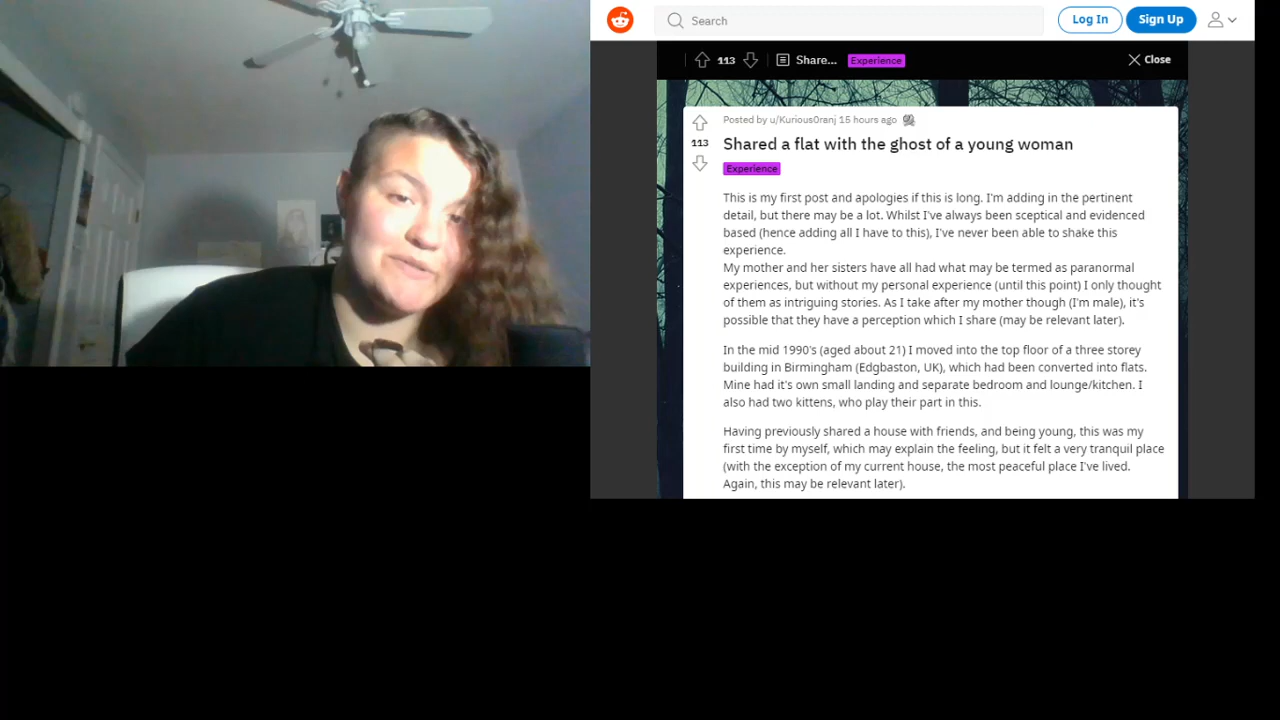 Search
Log In
Sign Up
113
Share...
Experience
Close
Posted by u/KuriousOranj 15 hours ago
113
Shared a flat with the ghost of a young woman
Experience
This is my first post and apologies if this is long. I'm adding in the pertinent
detail, but there may be a lot. Whilst I've always been sceptical and evidenced
based (hence adding all I have to this), I've never been able to shake this
experience.
My mother and her sisters have all had what may be termed as paranormal
experiences, but without my personal experience (until this point) I only thought
of them as intriguing stories. As I take after my mother though (I'm male), it's
possible that they have a perception which I share (may be relevant later).
In the mid 1990's (aged about 21) I moved into the top floor of a three storey
building in Birmingham (Edgbaston, UK), which had been converted into flats.
Mine had it's own small landing and separate bedroom and lounge/kitchen. I
also had two kittens, who play their part in this.
Having previously shared a house with friends, and being young, this was my
first time by myself, which may explain the feeling, but it felt a very tranquil place
(with the exception of my current house, the most peaceful place I've lived.
Again, this may be relevant later).